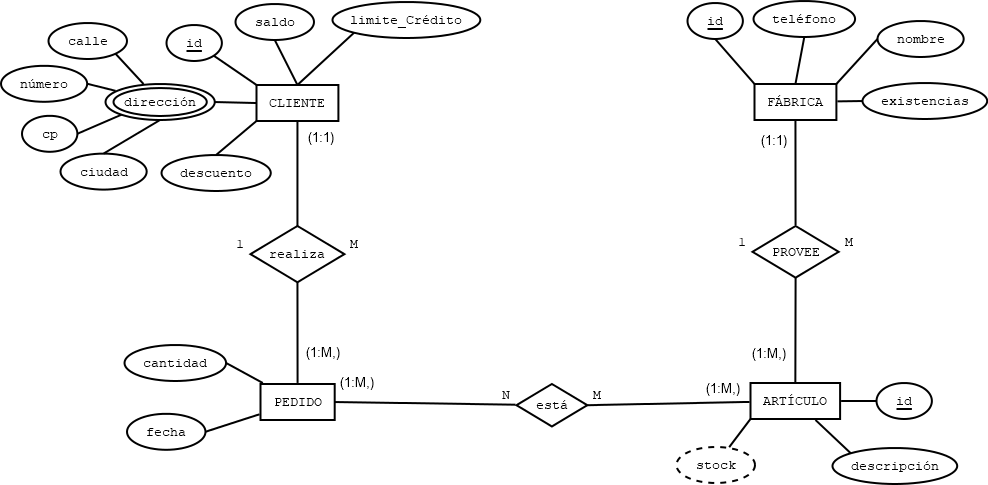 saldo
limite_Crédito
id
teléfono
calle
id
nombre
número
dirección
CLIENTE
FÁBRICA
existencias
cp
(1:1)
(1:1)
ciudad
descuento
1
M
realiza
1
M
PROVEE
(1:M,)
(1:M,)
cantidad
(1:M,)
(1:M,)
PEDIDO
N
está
M
ARTÍCULO
id
fecha
stock
descripción